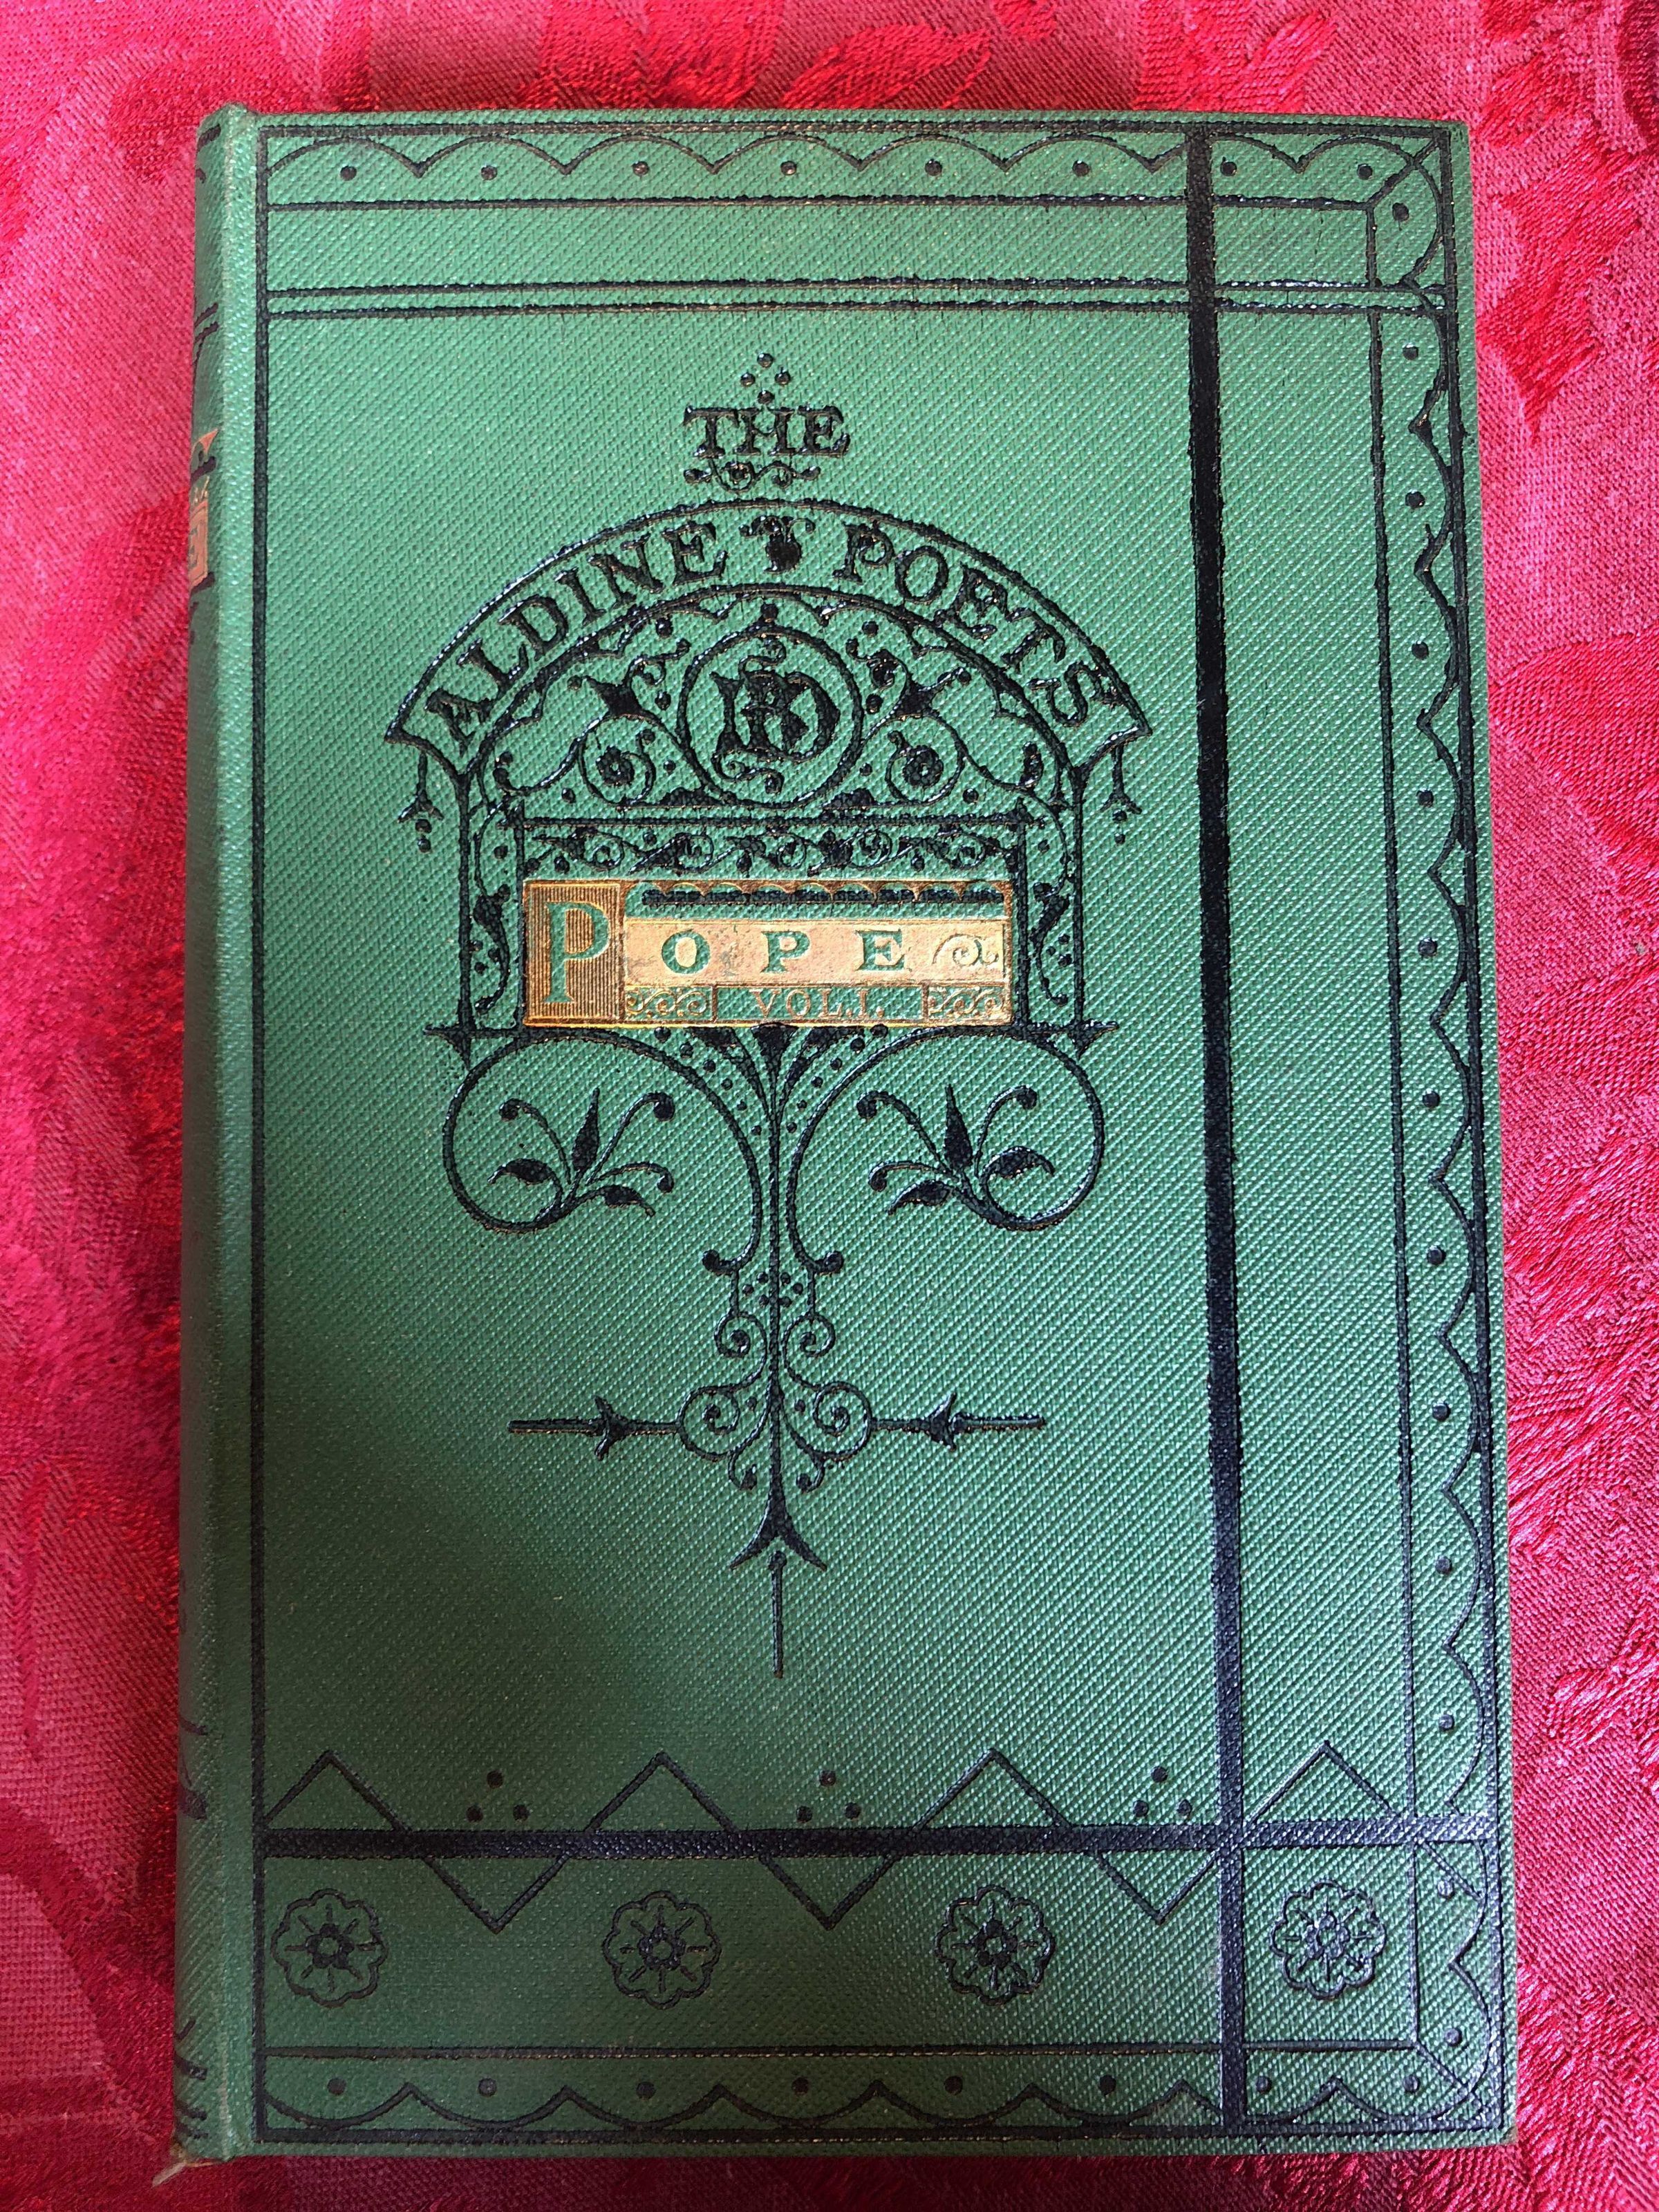 THE
ALDINE POETS
POPE
VOL. I.